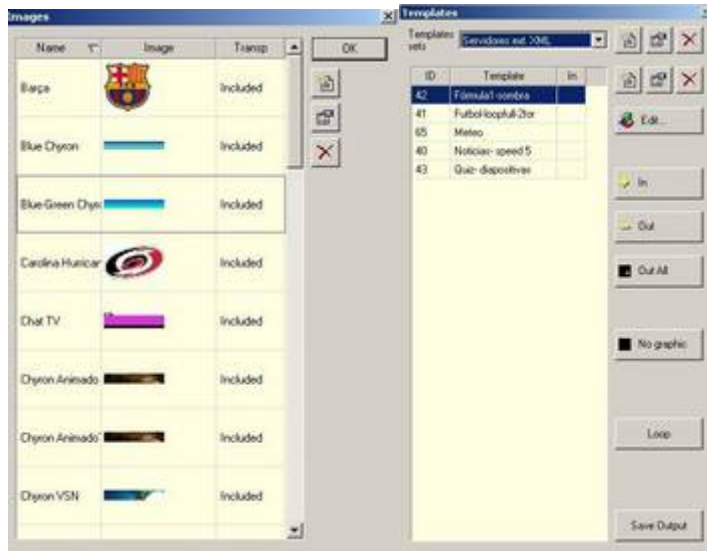 Images
Name Image Transp
OK
Barça Included
Blue Chyron Included
Blue-Green Chyr Included
Carolina Hurricar Included
Chat TV Included
Chyron Animado Included
Chyron Animado Included
Chyron VSN Included
Templates
Templates sets Servidores ext. XML
ID Template In
42 Fórmula1-sombra
41 Futbol-loopfull-2for
65 Meteo
40 Noticias- speed 5
43 Quiz- diapositivas
Edit...
In
Out
Out All
No graphic
Loop
Save Output